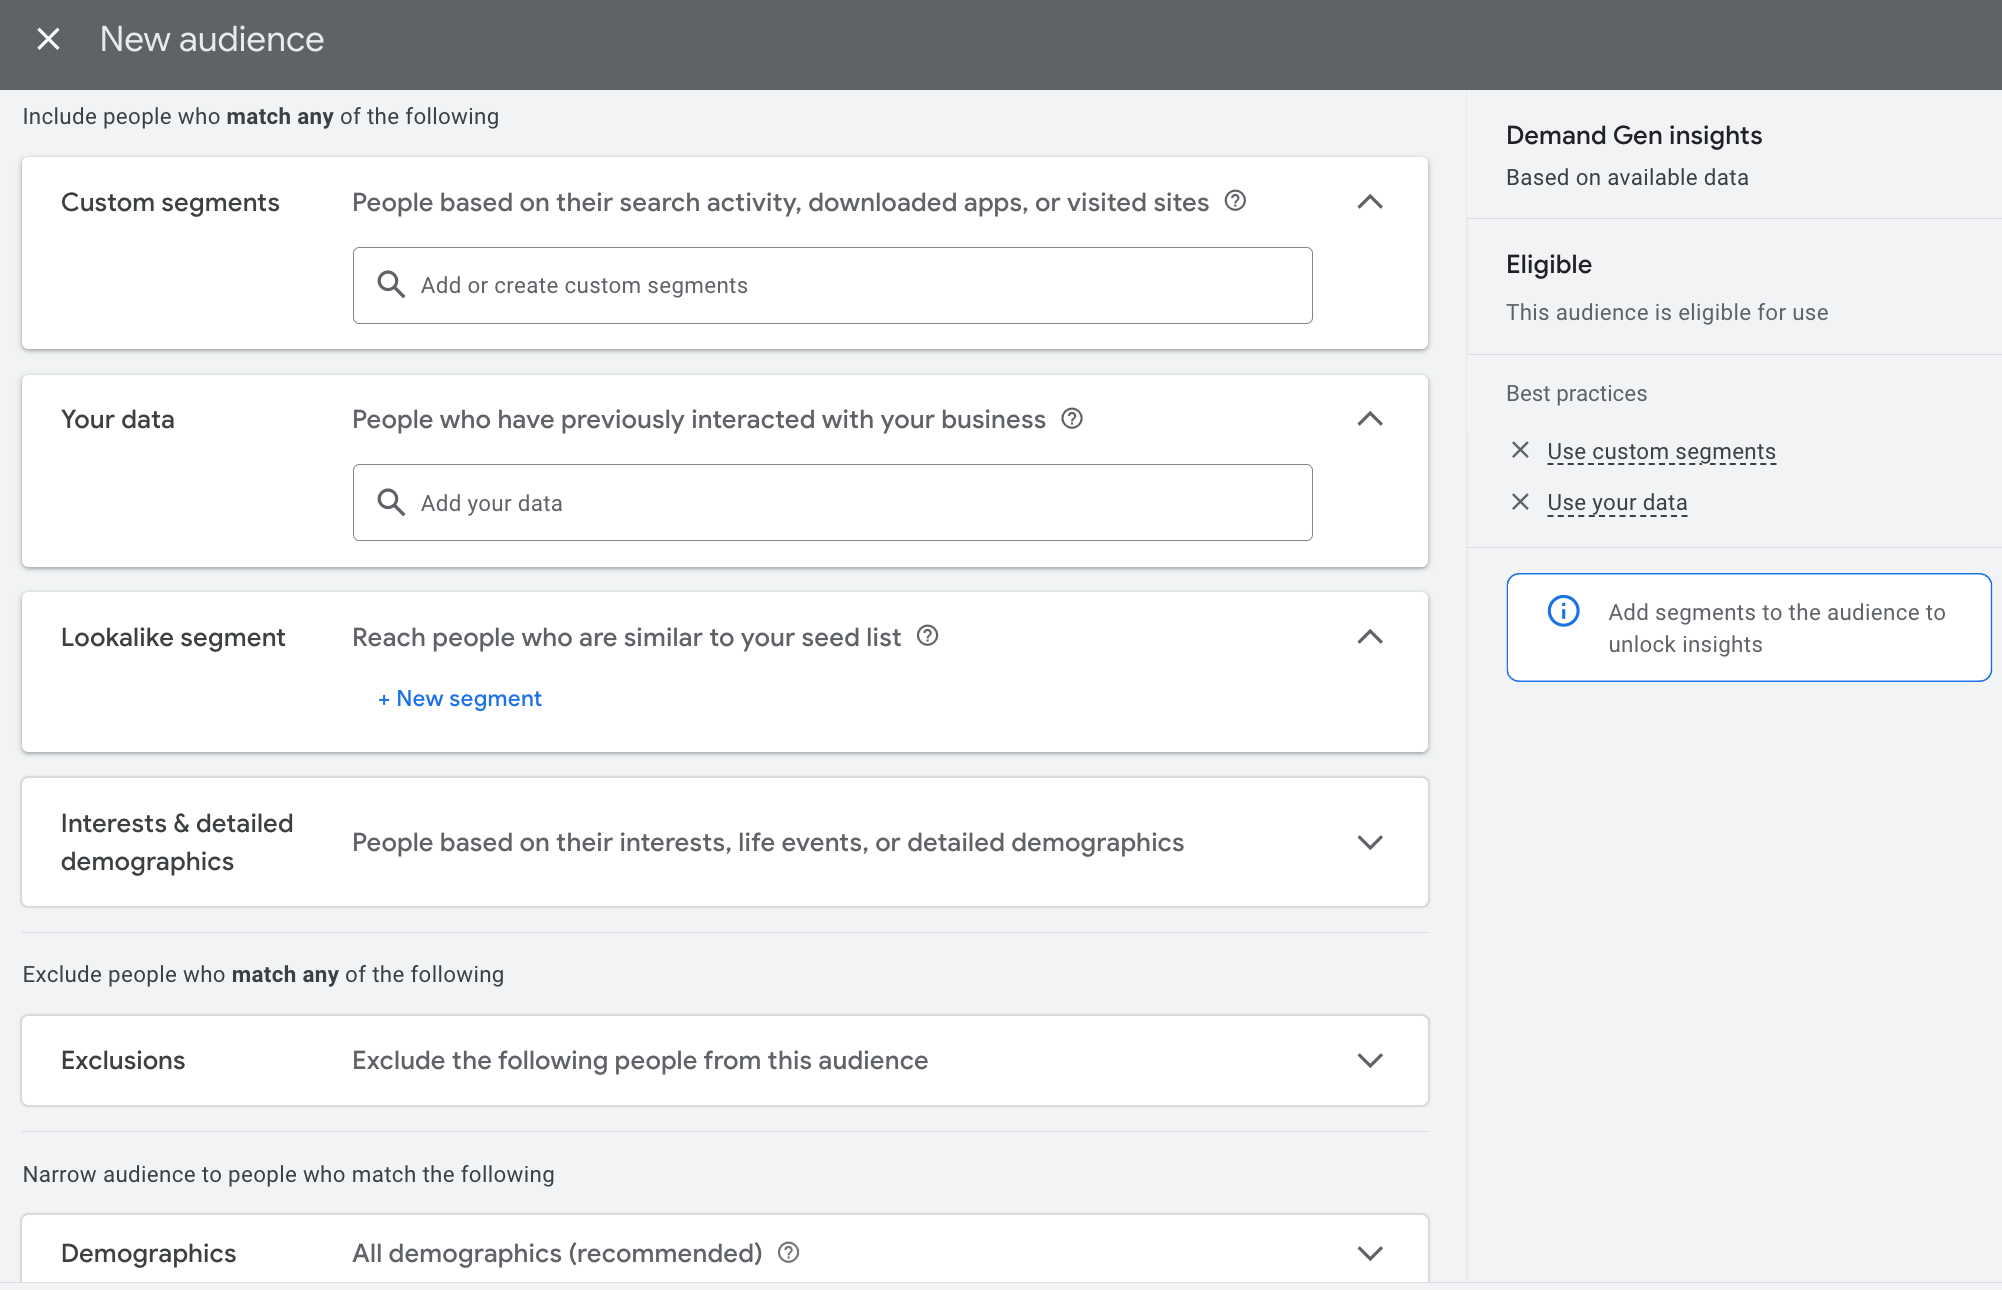 New audience
Include people who match any of the following
Custom segments
People based on their search activity, downloaded apps, or visited sites
Add or create custom segments
Your data
People who have previously interacted with your business
Add your data
Lookalike segment
Reach people who are similar to your seed list
+ New segment
Interests & detailed
demographics
People based on their interests, life events, or detailed demographics
Exclude people who match any of the following
Exclusions
Exclude the following people from this audience
Narrow audience to people who match the following
Demographics
All demographics (recommended)
Demand Gen insights
Based on available data
Eligible
This audience is eligible for use
Best practices
Use custom segments
Use your data
Add segments to the audience to
unlock insights